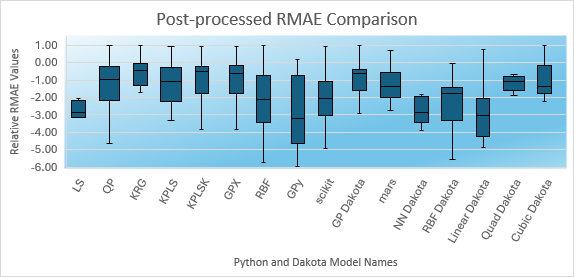 Post-processed RMAE Comparison
Relative RMAE Values
1.00
0.00
-1.00
-2.00
-3.00
-4.00
-5.00
-6.00
LS
QP
KRG
KPLS
KPLSK
GPX
RBF
GPy
scikit
GP Dakota
mars
NN Dakota
RBF Dakota
Linear Dakota
Quad Dakota
Cubic Dakota
Python and Dakota Model Names